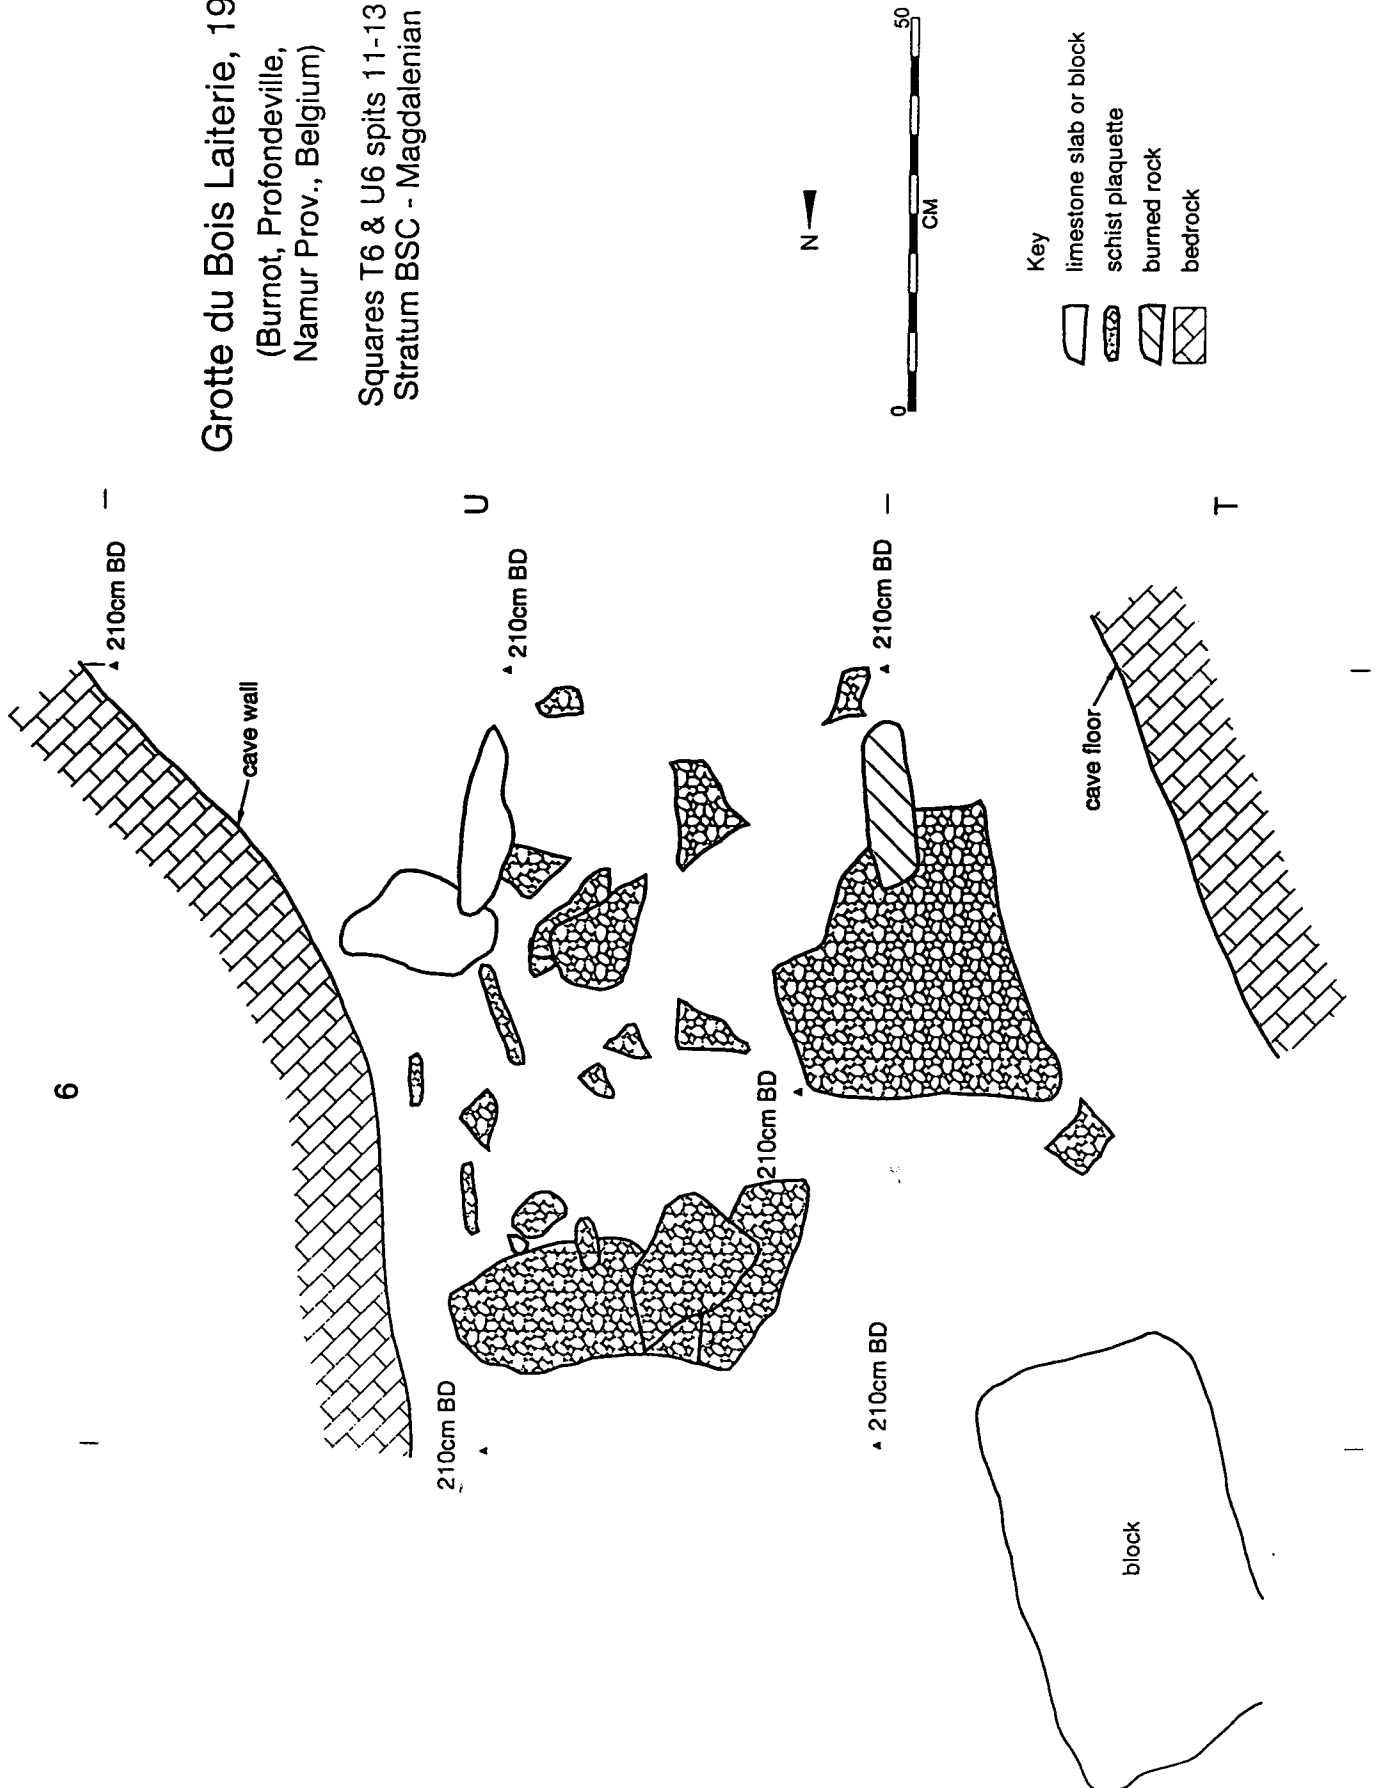 Grotte du Bois Laiterie, 19
(Burnot, Profondeville,
Namur Prov., Belgium)
Squares T6 & U6 spits 11-13
Stratum BSC - Magdalenian
6
U
T
210cm BD
210cm BD
210cm BD
210cm BD
210cm BD
210cm BD
cave wall
cave floor
block
N
0
50
CM
Key
limestone slab or block
schist plaquette
burned rock
bedrock